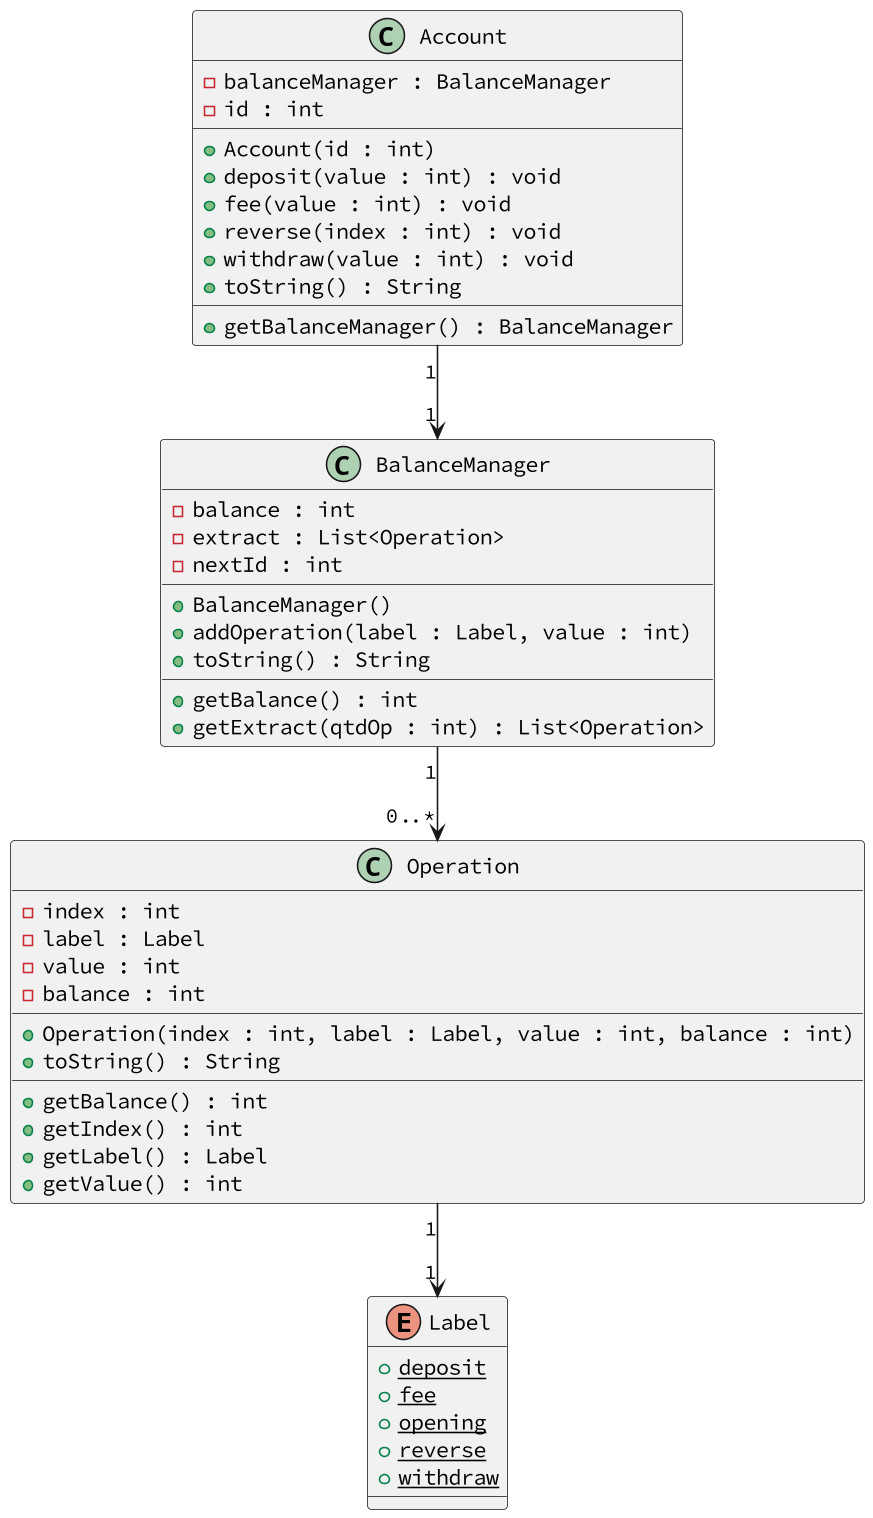 C Account
balanceManager : BalanceManager
id : int
Account(id : int)
deposit(value : int) : void
fee(value : int) : void
reverse(index : int) : void
withdraw(value : int) : void
toString() : String
getBalanceManager() : BalanceManager
1
1
C BalanceManager
balance : int
extract : List<Operation>
nextId : int
BalanceManager()
addOperation(label : Label, value : int)
toString() : String
getBalance() : int
getExtract(qtdOp : int) : List<Operation>
1
0..*
C Operation
index : int
label : Label
value : int
balance : int
Operation(index : int, label : Label, value : int, balance : int)
toString() : String
getBalance() : int
getIndex() : int
getLabel() : Label
getValue() : int
1
1
E Label
deposit
fee
opening
reverse
withdraw